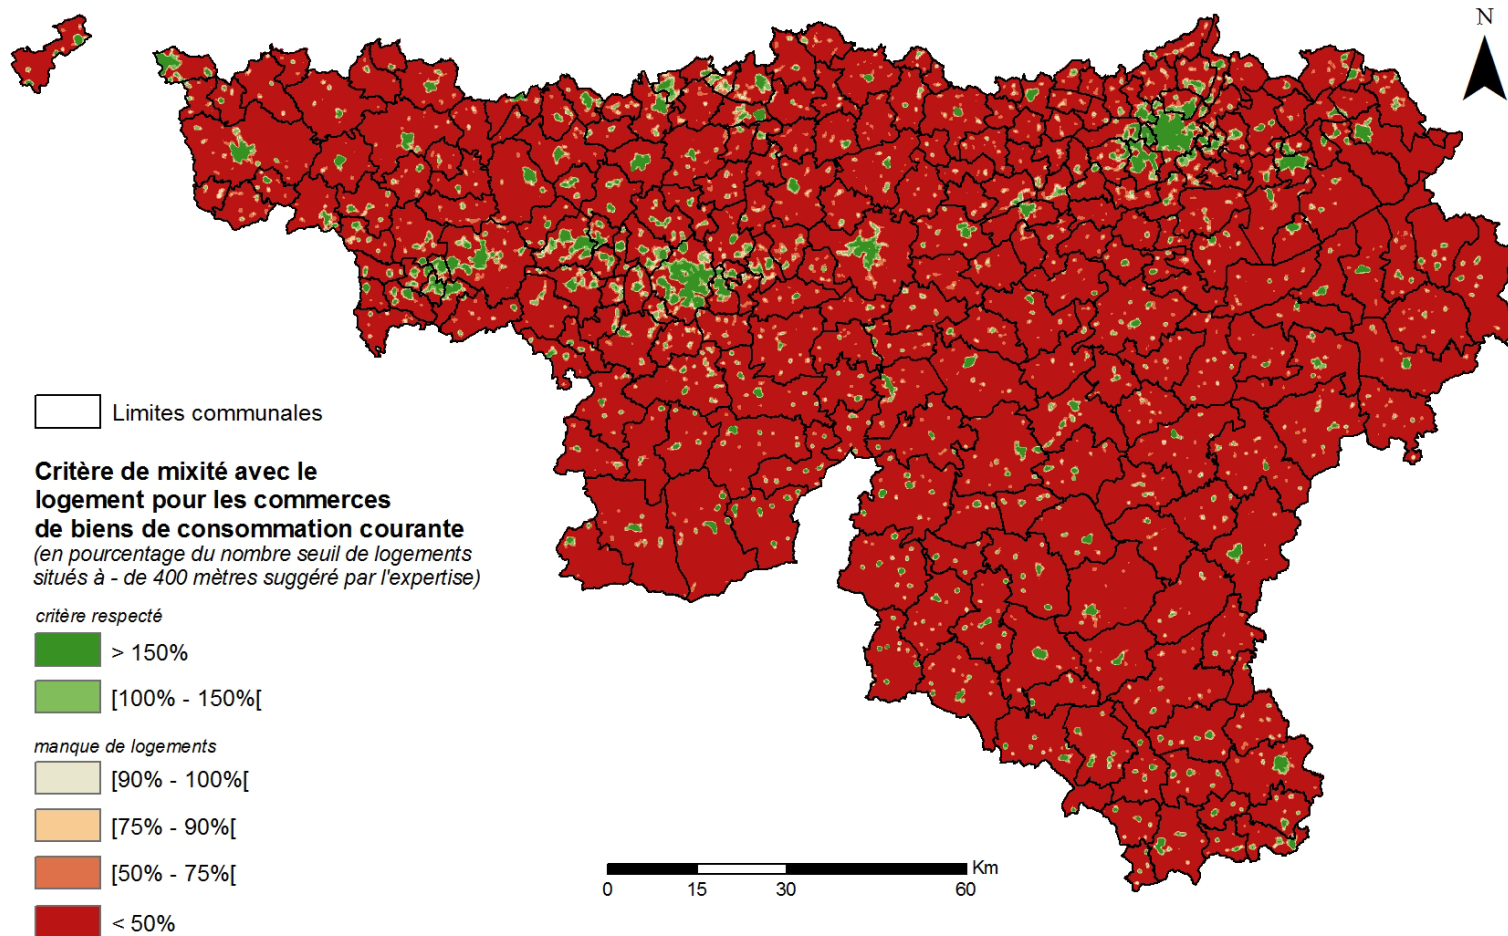 N
Limites communales
Critère de mixité avec le
logement pour les commerces
de biens de consommation courante
(en pourcentage du nombre seuil de logements
situés à - de 400 mètres suggéré par l'expertise)
critère respecté
> 150%
[100% - 150%[
manque de logements
[90% - 100%[
[75% - 90%[
[50% - 75%[
< 50%
Km
0 15 30 60